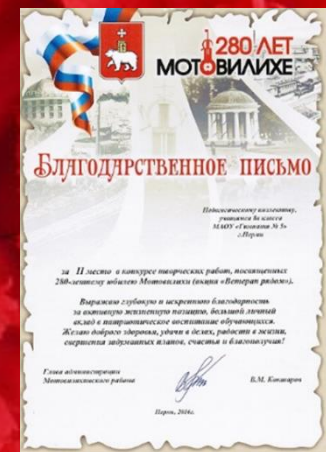 280 ЛЕТ
МОТОВИЛИХЕ
БЛАГОДАРСТВЕННОЕ ПИСЬМО
Педагогическому коллективу,
учащимся 8а класса
МАОУ «Гимназия № 5»
г.Перми
за II место в конкурсе творческих работ, посвященных
280-летнему юбилею Мотовилихи (акция «Ветеран рядом»).
Выражаю глубокую и искреннюю благодарность
за активную жизненную позицию, большой личный
вклад в патриотическое воспитание обучающихся.
Желаю доброго здоровья, удачи в делах, радости в жизни,
свершения задуманных планов, счастья и благополучия!
Глава администрации
Мотовилихинского района
В.М.
Пермь, 2016г.